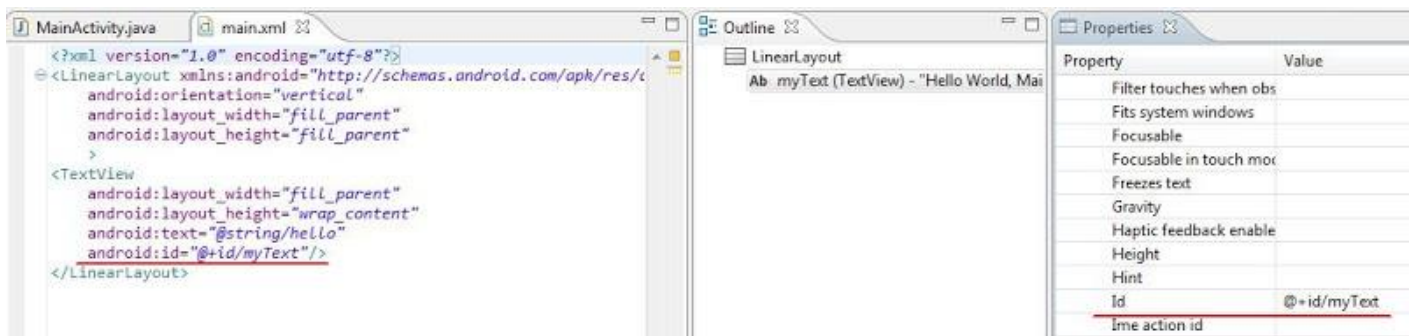 MainActivity.java
main.xml
<?xml version="1.0" encoding="utf-8"?>
<LinearLayout xmlns:android="http://schemas.android.com/apk/res/
android:orientation="vertical"
android:layout_width="fill_parent"
android:layout_height="fill_parent"
>
<TextView
android:layout_width="fill_parent"
android:layout_height="wrap_content"
android:text="@string/hello"
android:id="@+id/myText"/>
</LinearLayout>
Outline
LinearLayout
Ab myText (TextView) - "Hello World, Mai
Properties
Property Value
Filter touches when obs
Fits system windows
Focusable
Focusable in touch mo
Freezes text
Gravity
Haptic feedback enable
Height
Hint
Id @+id/myText
Ime action id